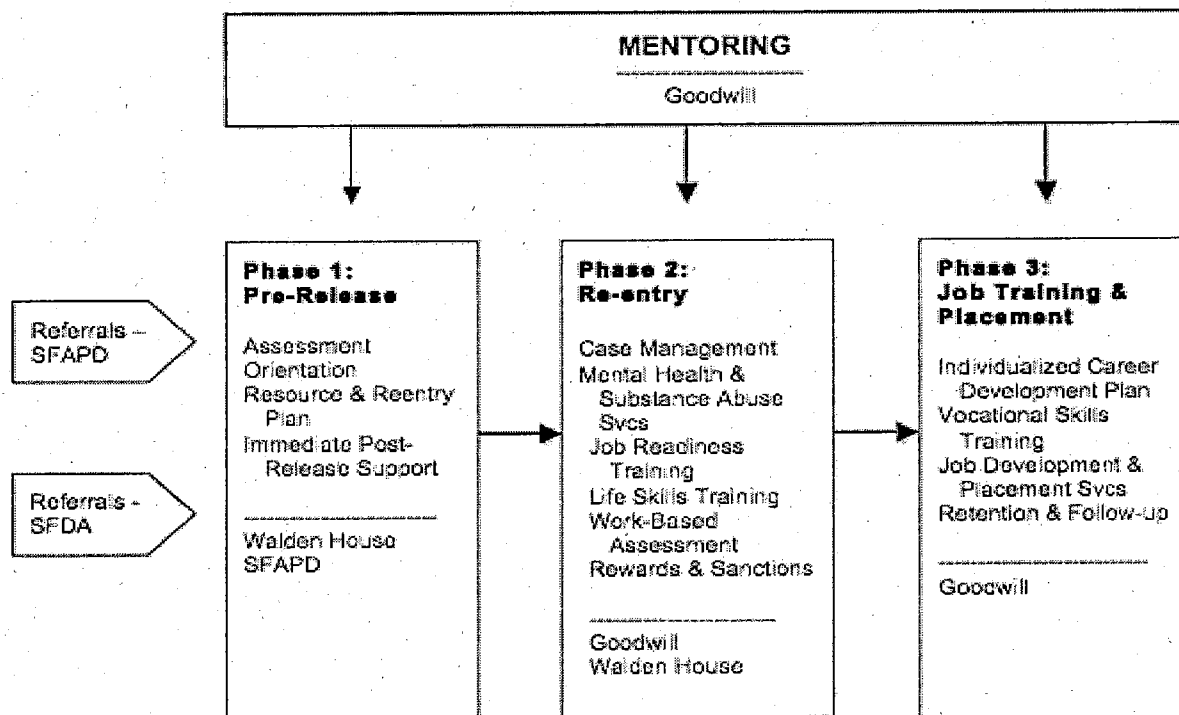 MENTORING
Goodwill
Referrals –
SFAPD
Referrals -
SFDA
Phase 1:
Pre-Release
Assessment
Orientation
Resource & Reentry
Plan
Immediate Post-
Release Support
Walden House
SFAPD
Phase 2:
Re-entry
Case Management
Mental Health &
Substance Abuse
Svcs
Job Readiness
Training
Life Skills Training
Work-Based
Assessment
Rewards & Sanctions
Goodwill
Walden House
Phase 3:
Job Training &
Placement
Individualized Career
Development Plan
Vocational Skills
Training
Job Development &
Placement Svcs
Retention & Follow-up
Goodwill